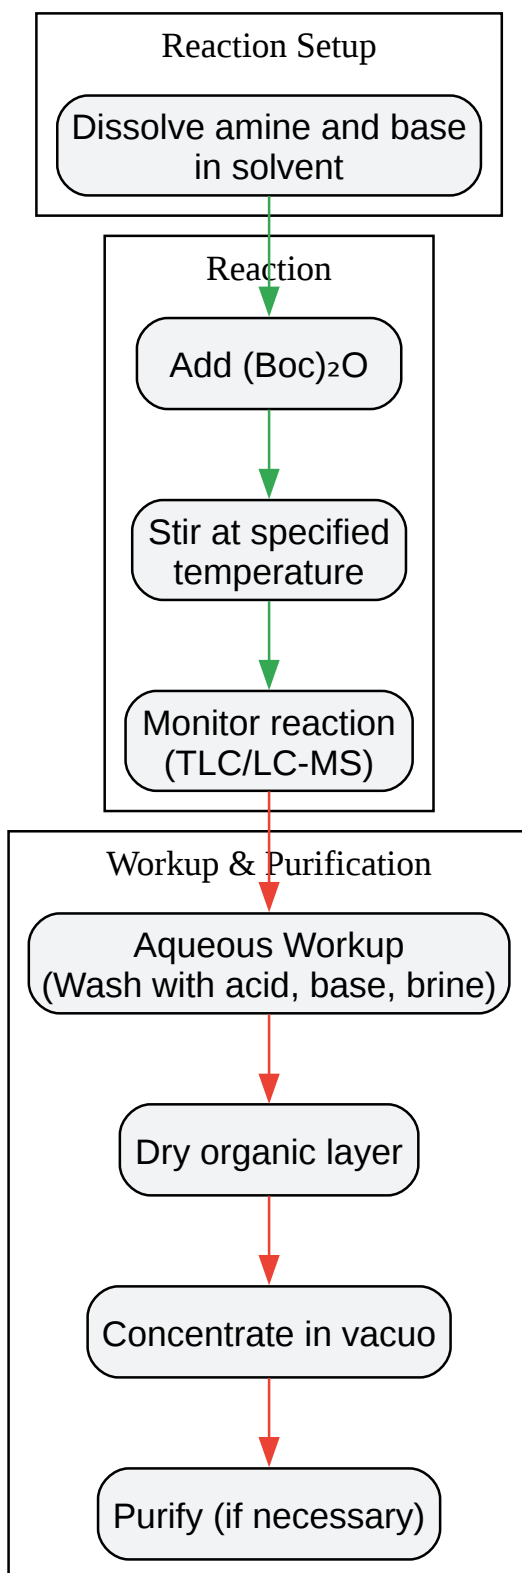 Reaction Setup
Dissolve amine and base
in solvent
Reaction
Add (Boc)₂O
Stir at specified
temperature
Monitor reaction
(TLC/LC-MS)
Workup & Purification
Aqueous Workup
(Wash with acid, base, brine)
Dry organic layer
Concentrate in vacuo
Purify (if necessary)